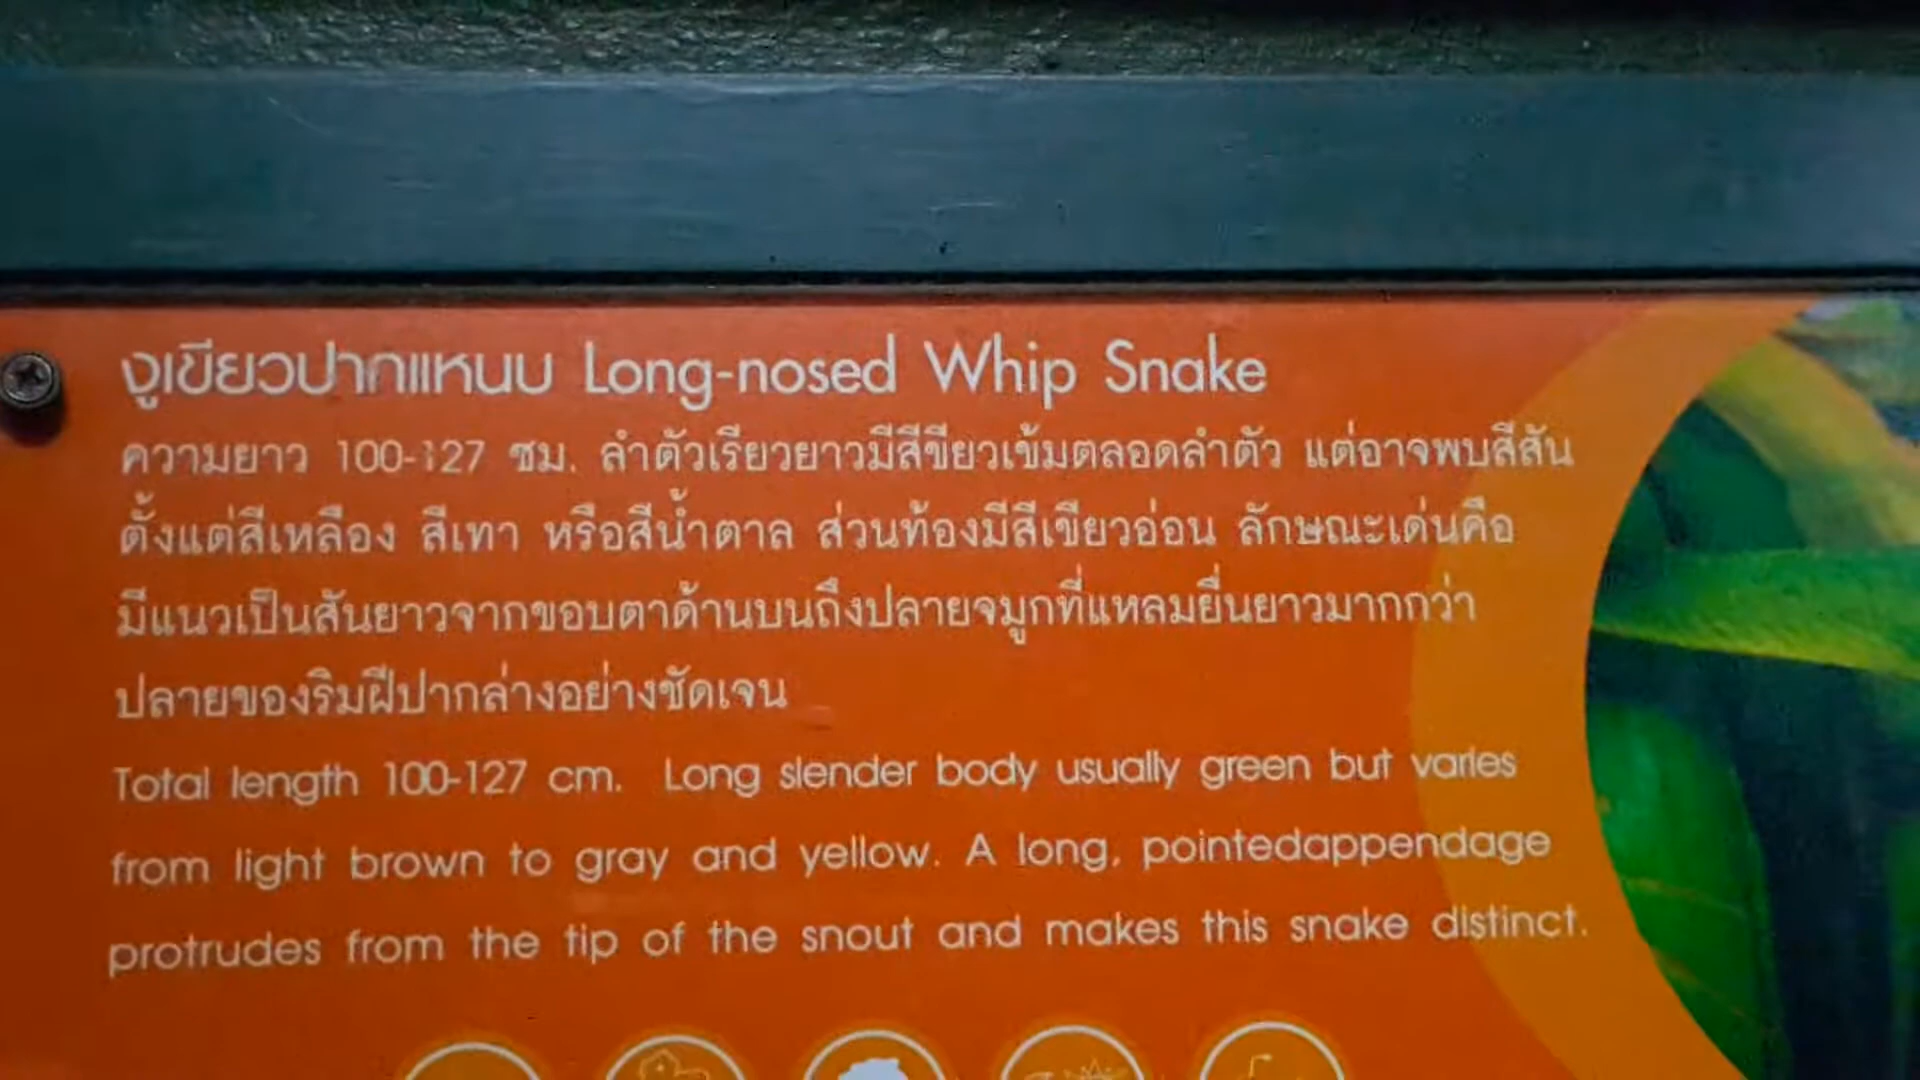 งูเขียวปากแหนบ Long-nosed Whip Snake
ความยาว 100-127 ซม. ลำตัวเรียวยาวมีสีขียวเข้มตลอดลำตัว แต่อาจพบสีสัน
ตั้งแต่สีเหลือง สีเทา หรือสีน้ำตาล ส่วนท้องมีสีเขียวอ่อน ลักษณะเด่นคือ
มีแนวเป็นสันยาวจากขอบตาด้านบนถึงปลายจมูกที่แหลมยื่นยาวมากกว่า
ปลายของริมฝีปากล่างอย่างชัดเจน
Total length 100-127 cm. Long slender body usually green but varies
from light brown to gray and yellow. A long, pointedappendage
protrudes from the tip of the snout and makes this snake distinct.